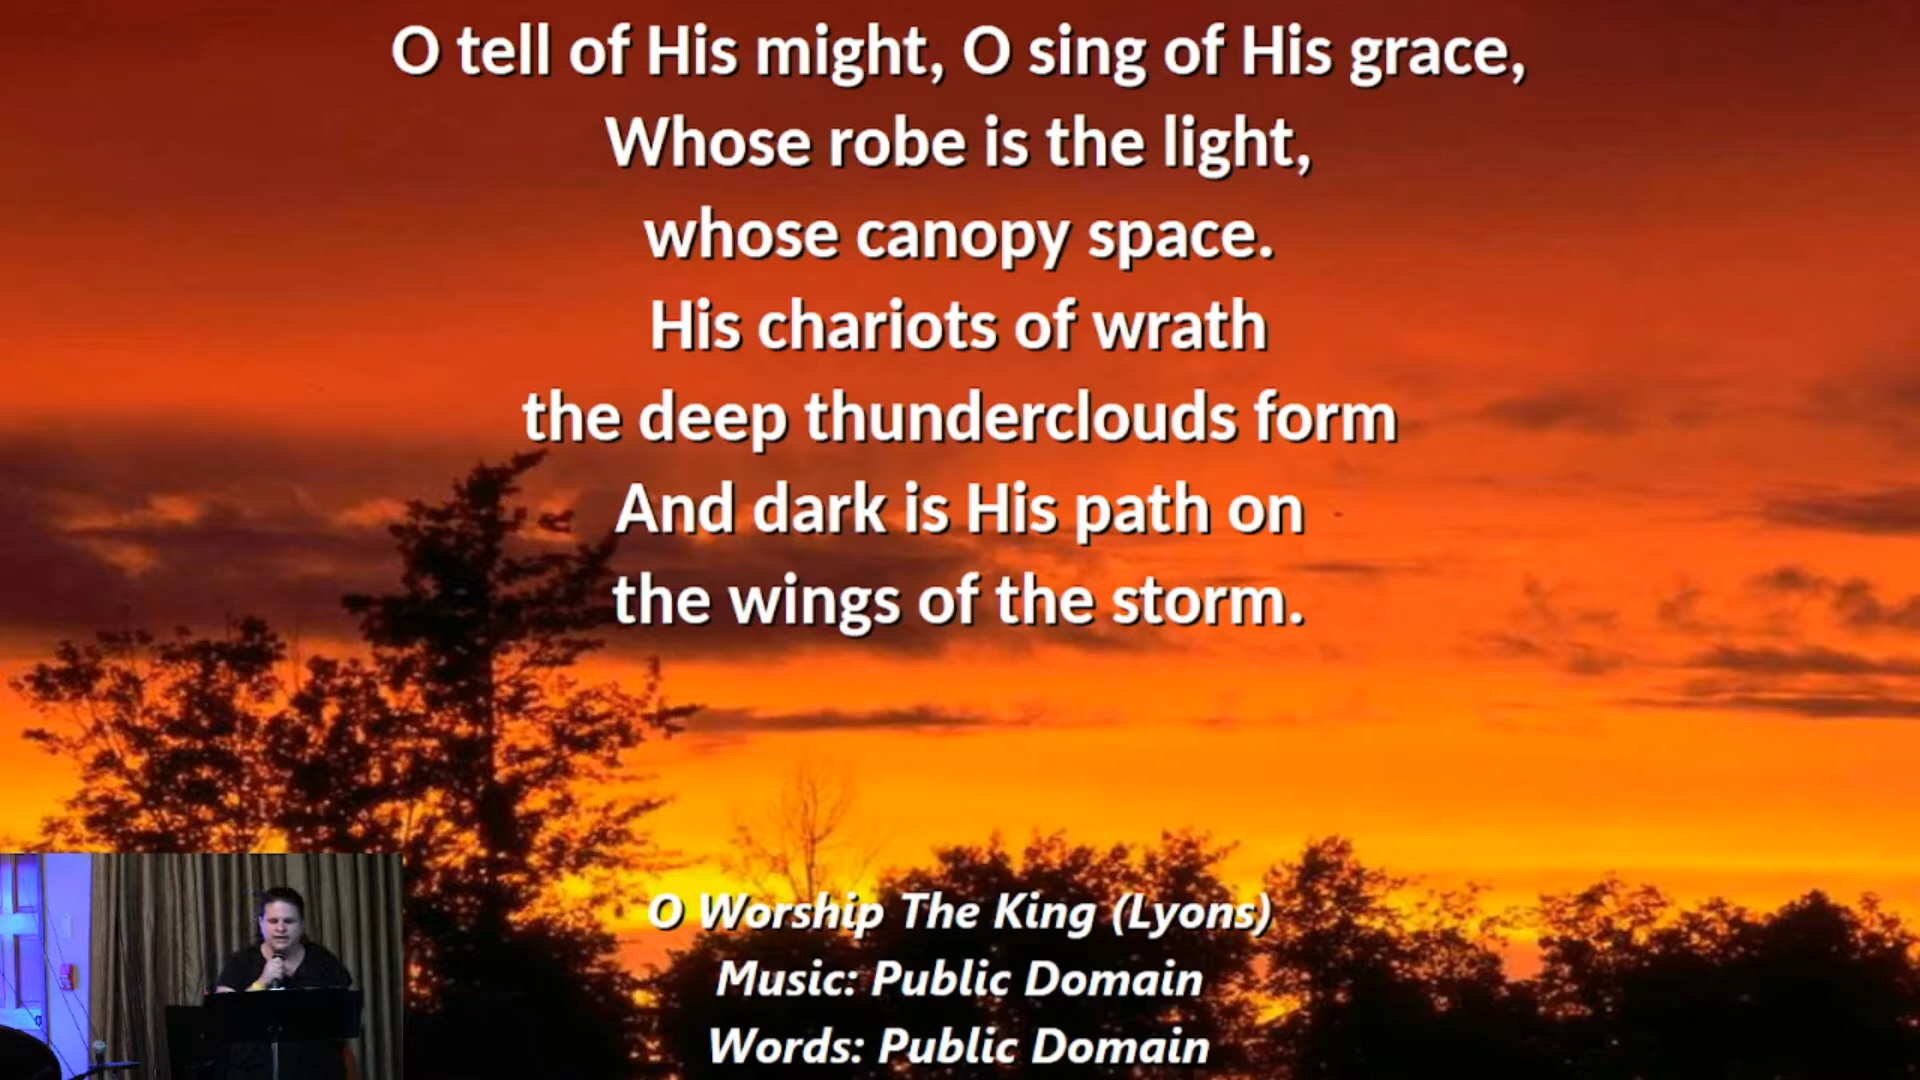 O tell of His might, O sing of His grace,
Whose robe is the light,
whose canopy space.
His chariots of wrath
the deep thunderclouds form
And dark is His path on
the wings of the storm.
O Worship The King (Lyons)
Music: Public Domain
Words: Public Domain